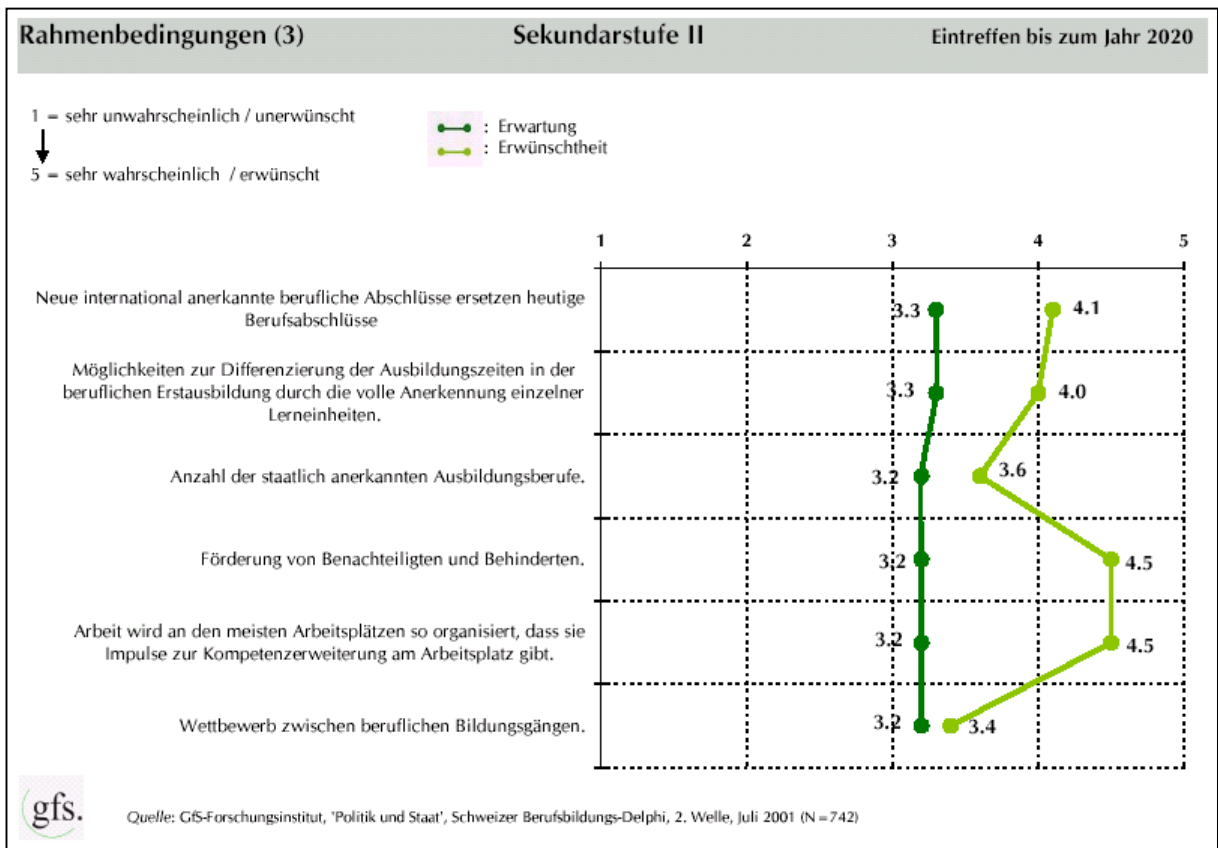 Rahmenbedingungen (3) Sekundarstufe II Eintreffen bis zum Jahr 2020
1 = sehr unwahrscheinlich / unerwünscht
5 = sehr wahrscheinlich / erwünscht
: Erwartung
: Erwünschtheit
1 2 3 4 5
Neue international anerkannte berufliche Abschlüsse ersetzen heutige
Berufsabschlüsse
3.3 4.1
Möglichkeiten zur Differenzierung der Ausbildungszeiten in der
beruflichen Erstausbildung durch die volle Anerkennung einzelner
Lerneinheiten.
3.3 4.0
Anzahl der staatlich anerkannten Ausbildungsberufe.
3.2 3.6
Förderung von Benachteiligten und Behinderten.
3.2 4.5
Arbeit wird an den meisten Arbeitsplätzen so organisiert, dass sie
Impulse zur Kompetenzerweiterung am Arbeitsplatz gibt.
3.2 4.5
Wettbewerb zwischen beruflichen Bildungsgängen.
3.2 3.4
gfs.
Quelle: GfS-Forschungsinstitut, 'Politik und Staat', Schweizer Berufsbildungs-Delphi, 2. Welle, Juli 2001 (N=742)